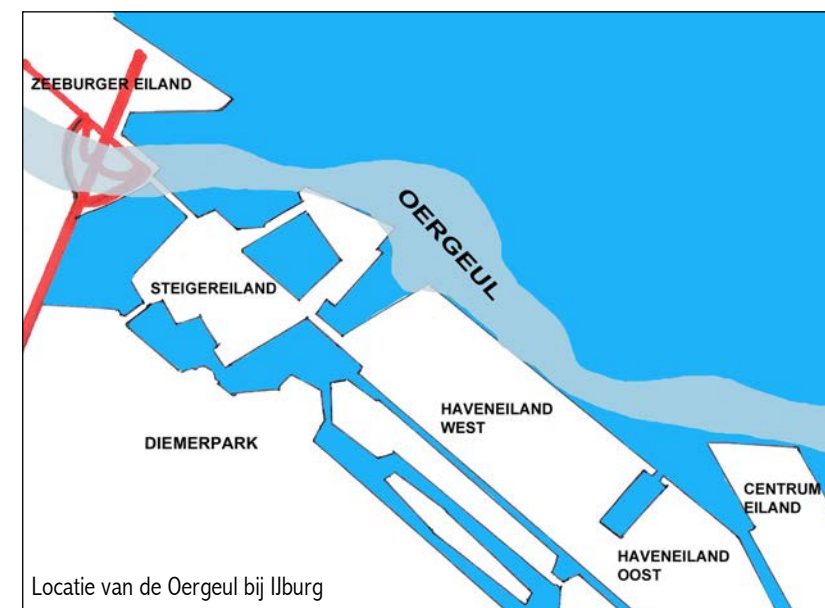 ZEEBURGER EILAND
OERGEUL
STEIGEREILAND
HAVENEILAND
WEST
DIEMERPARK
CENTRUM
EILAND
HAVENEILAND
OOST
Locatie van de Oergeul bij IJburg